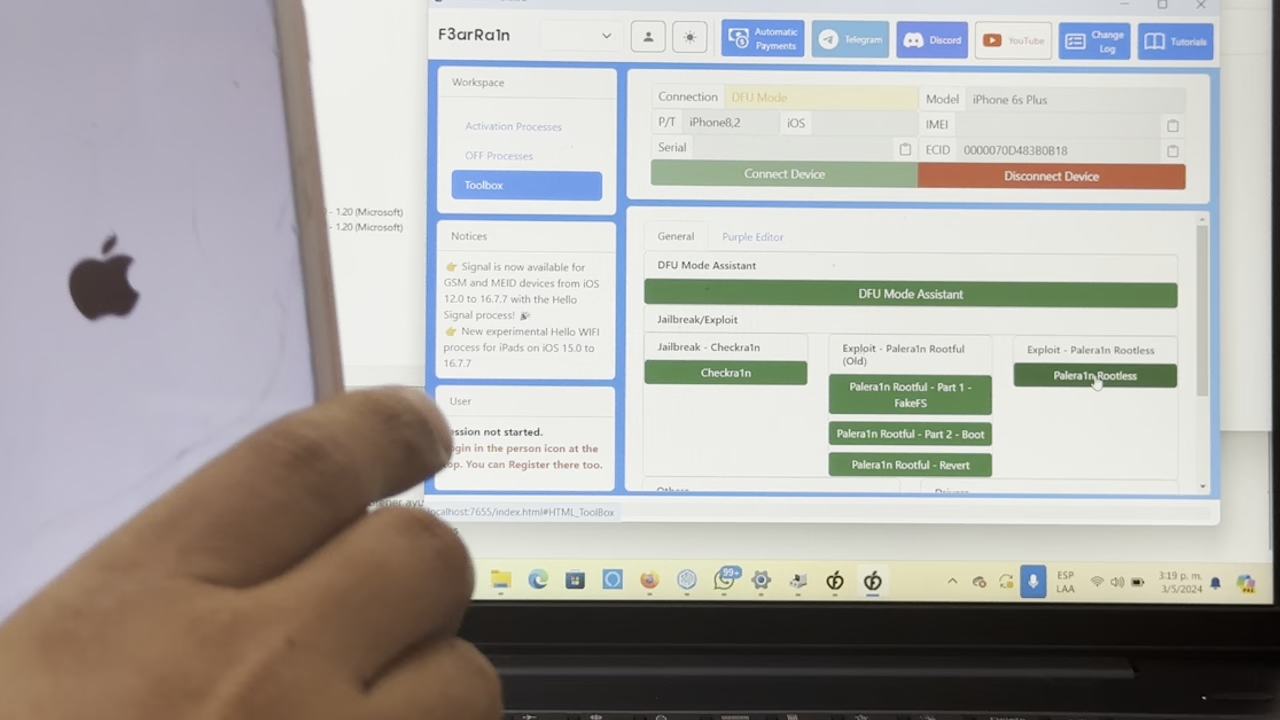 F3arRa1n
Automatic
Payments
Telegram
Discord
YouTube
Change
Log
Tutorials
Workspace
Activation Processes
OFF Processes
Toolbox
Connection DFU Mode Model iPhone 6s Plus
P/T iPhone8,2 iOS IMEI
Serial ECID 0000070D483B0B18
Connect Device Disconnect Device
- 1.20 (Microsoft)
- 1.20 (Microsoft)
Notices
👉 Signal is now available for
GSM and MEID devices from iOS
12.0 to 16.7.7 with the Hello
Signal process! 🎉
👉 New experimental Hello WIFI
process for iPads on iOS 15.0 to
16.7.7
User
ession not started.
ogin in the person icon at the
op. You can Register there too.
General Purple Editor
DFU Mode Assistant
DFU Mode Assistant
Jailbreak/Exploit
Jailbreak - Checkra1n
Checkra1n
Exploit - Palera1n Rootful
(Old)
Palera1n Rootful - Part 1 -
FakeFS
Palera1n Rootful - Part 2 - Boot
Palera1n Rootful - Revert
Exploit - Palera1n Rootless
Palera1n Rootless
Others
Drivers
localhost:7655/index.html#HTML_ToolBox
99+
ESP
LAA
3:19 p. m.
3/5/2024